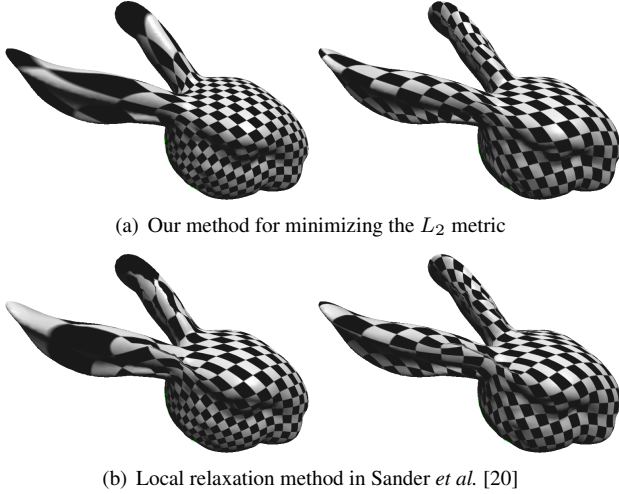 (a) Our method for minimizing the L₂ metric
(b) Local relaxation method in Sander et al. [20]